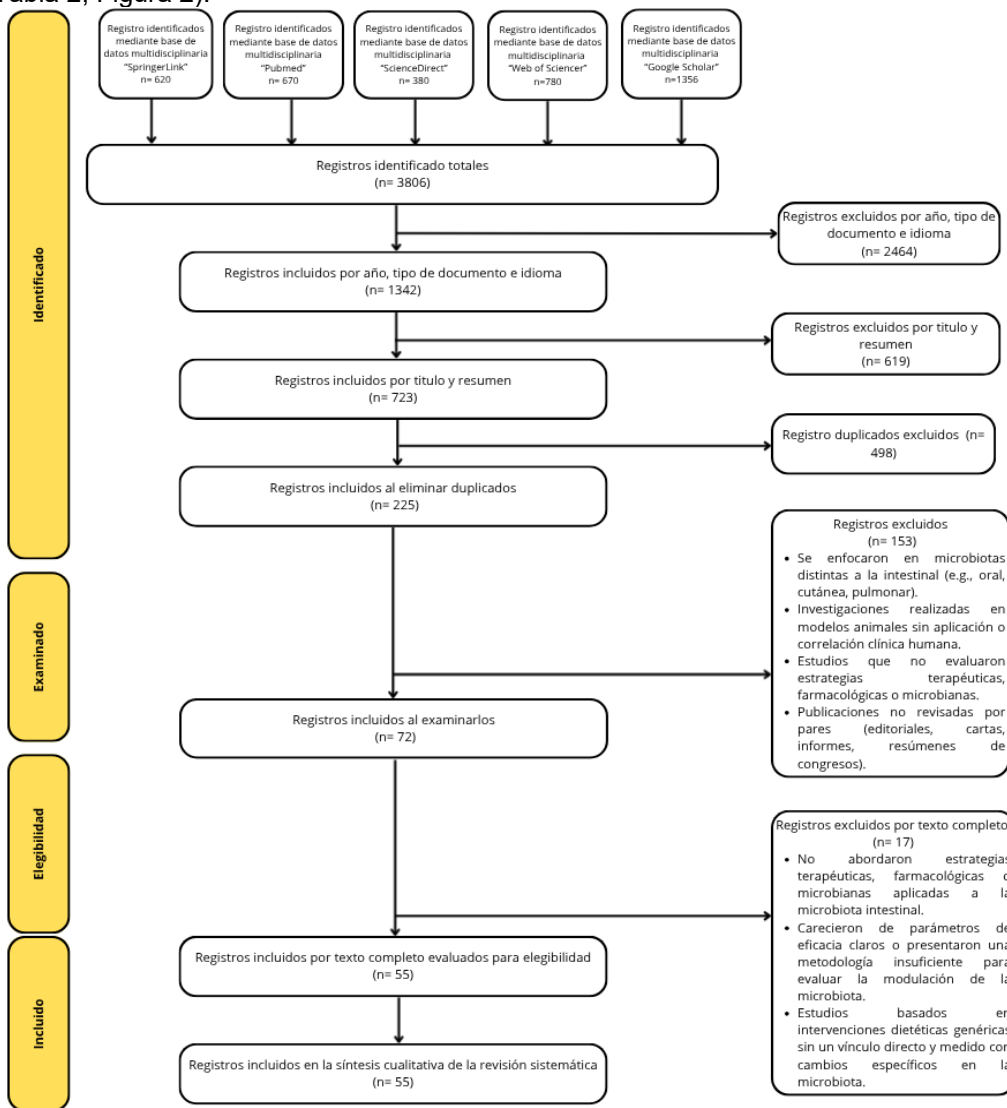 Tabla 2, Figura 2).
Registro identificados
mediante base de
datos multidisciplinaria
“SpringerLink”
n= 620
Registro identificados
mediante base de datos
multidisciplinaria
“Pubmed”
n= 670
Registro identificados
mediante base de datos
multidisciplinaria
“ScienceDirect”
n= 380
Registro identificados
mediante base de datos
multidisciplinaria
“Web of Sciencer”
n=780
Registro identificados
mediante base de datos
multidisciplinaria
“Google Scholar”
n=1356
Identificado
Registros identificado totales
(n= 3806)
Registros excluidos por año, tipo de
documento e idioma
(n= 2464)
Registros incluidos por año, tipo de documento e idioma
(n= 1342)
Registros excluidos por titulo y
resumen
(n= 619)
Registros incluidos por titulo y resumen
(n= 723)
Registro duplicados excluidos (n=
498)
Registros incluidos al eliminar duplicados
(n= 225)
Examinado
Registros excluidos
(n= 153)
• Se enfocaron en microbiotas
distintas a la intestinal (e.g., oral,
cutánea, pulmonar).
• Investigaciones realizadas en
modelos animales sin aplicación o
correlación clínica humana.
• Estudios que no evaluaron
estrategias terapéuticas,
farmacológicas o microbianas.
• Publicaciones no revisadas por
pares (editoriales, cartas,
informes, resúmenes de
congresos).
Registros incluidos al examinarlos
(n= 72)
Elegibilidad
Registros excluidos por texto completo
(n= 17)
• No abordaron estrategias
terapéuticas, farmacológicas o
microbianas aplicadas a la
microbiota intestinal.
• Carecieron de parámetros de
eficacia claros o presentaron una
metodología insuficiente para
evaluar la modulación de la
microbiota.
• Estudios basados en
intervenciones dietéticas genéricas
sin un vínculo directo y medido con
cambios específicos en la
microbiota.
Incluido
Registros incluidos por texto completo evaluados para elegibilidad
(n= 55)
Registros incluidos en la síntesis cualitativa de la revisión sistemática
(n= 55)